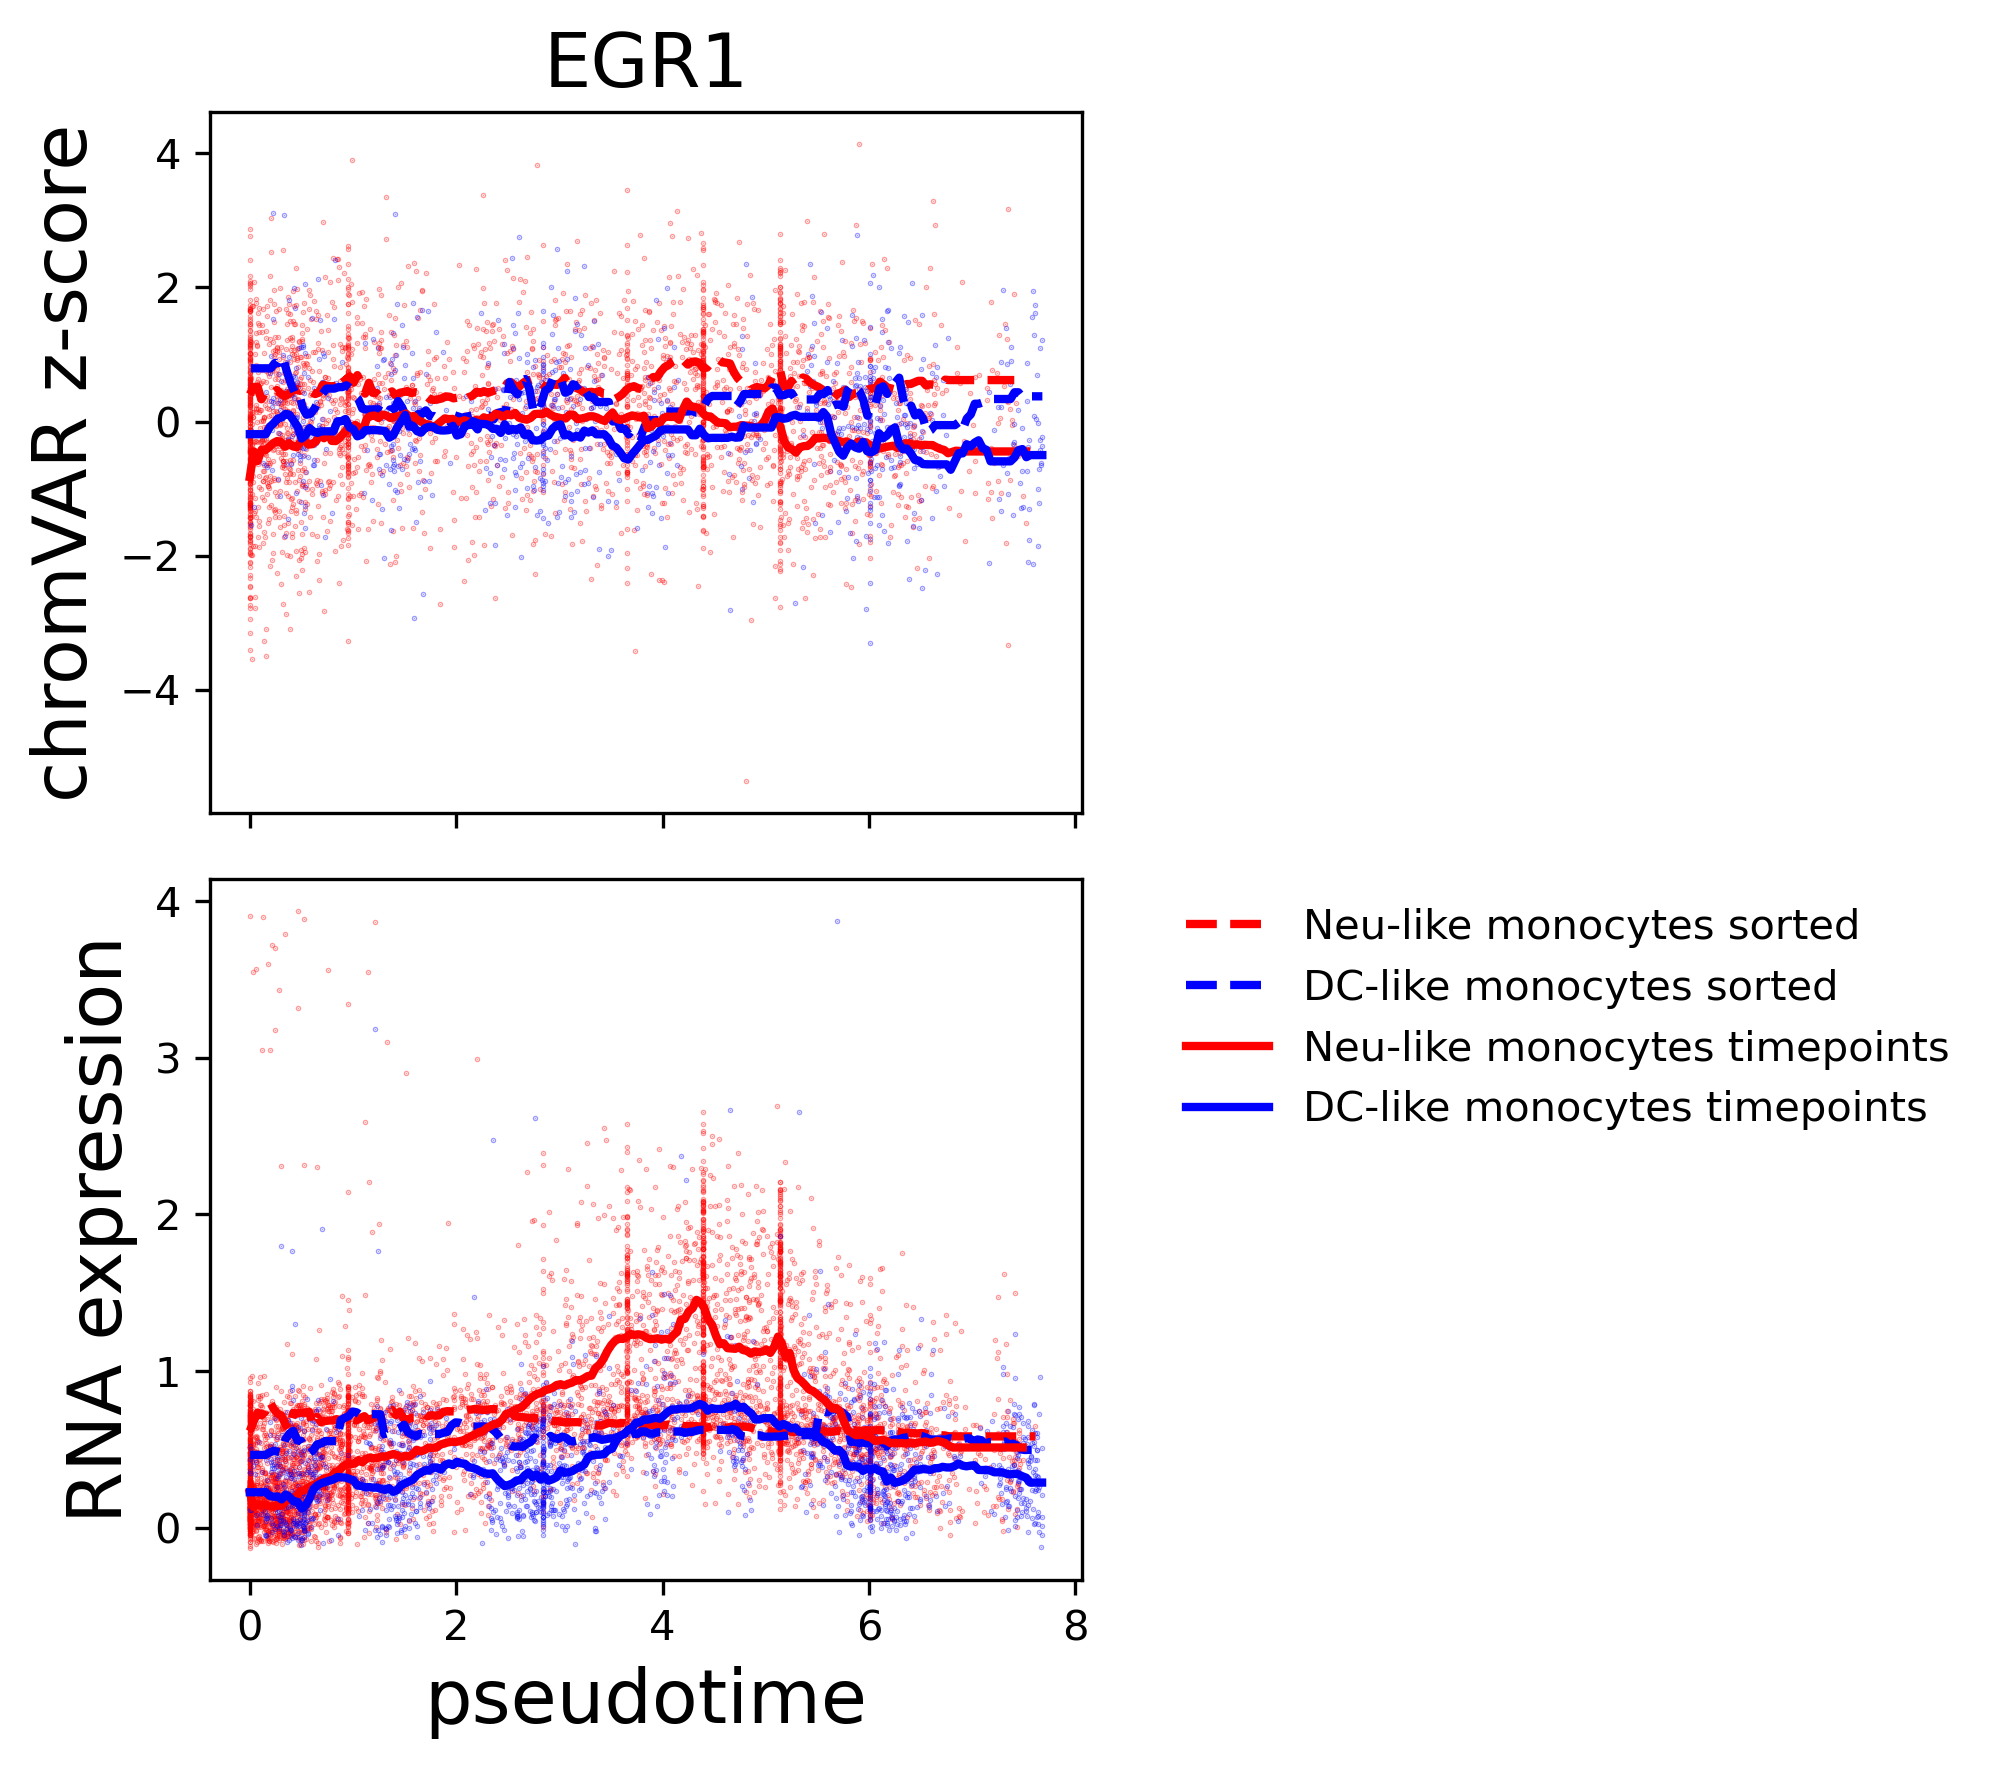 EGR1
chromVAR z-score
4
2
0
−2
−4
RNA expression
4
3
2
1
0
0 2 4 6 8
pseudotime
Neu-like monocytes sorted
DC-like monocytes sorted
Neu-like monocytes timepoints
DC-like monocytes timepoints